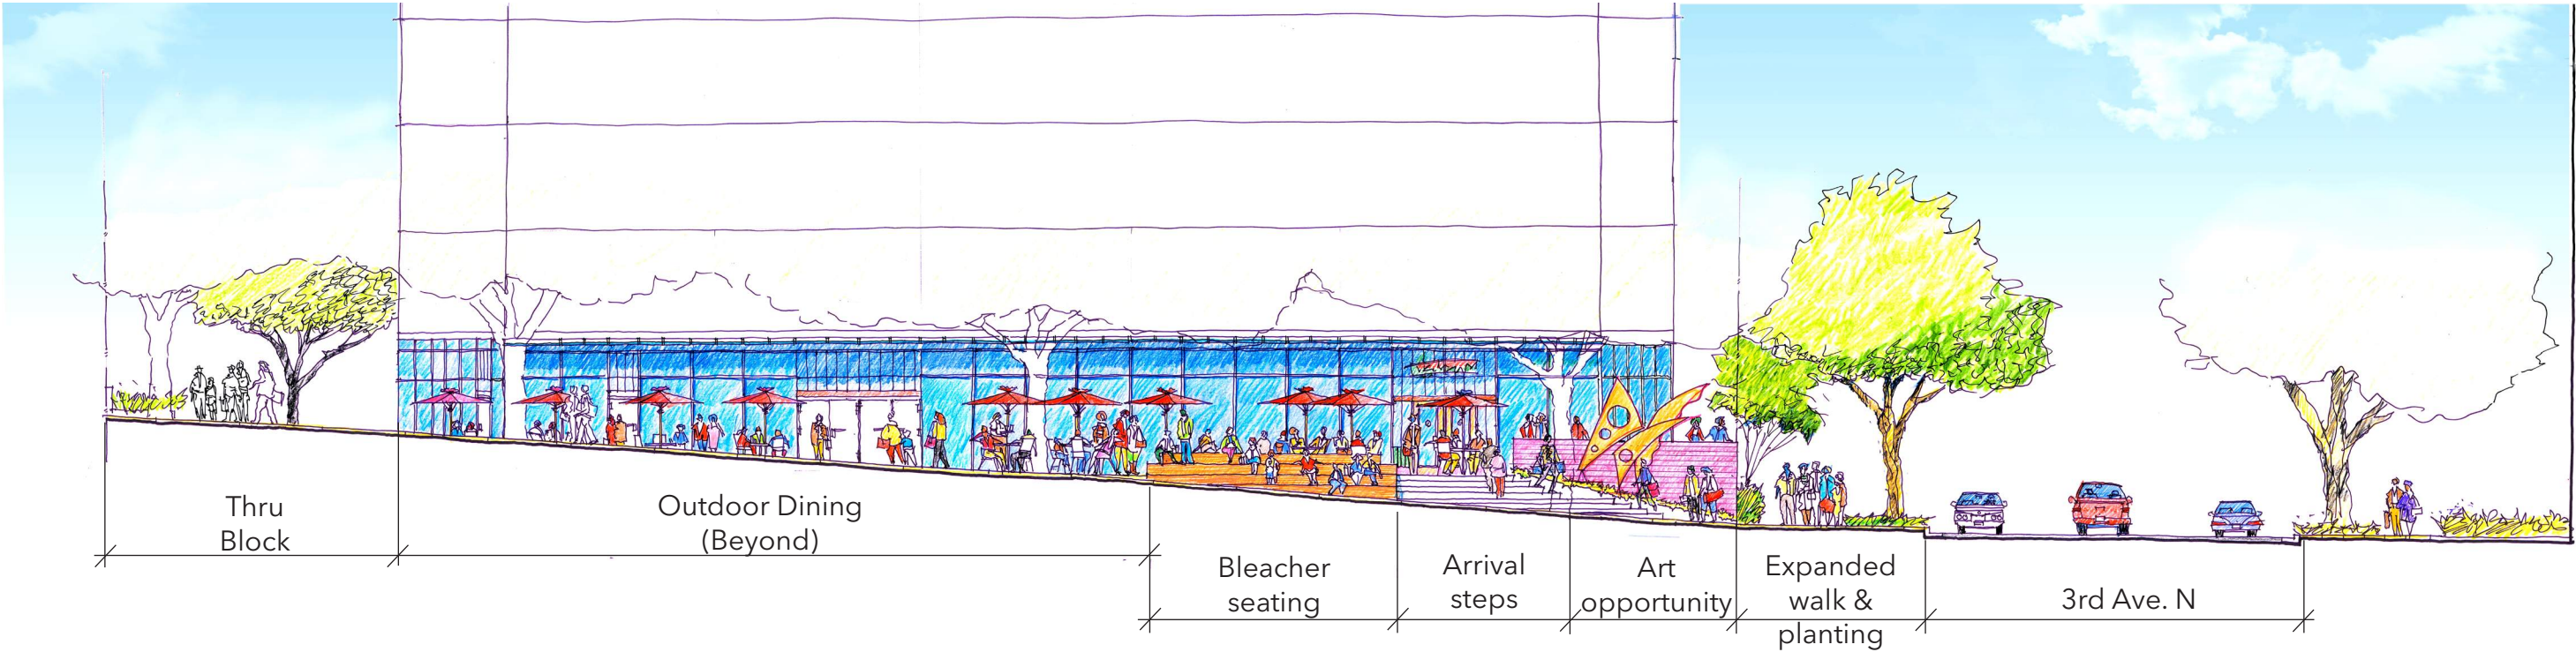 Thru
Block
Outdoor Dining
(Beyond)
Bleacher
seating
Arrival
steps
Art
opportunity
Expanded
walk &
planting
3rd Ave. N